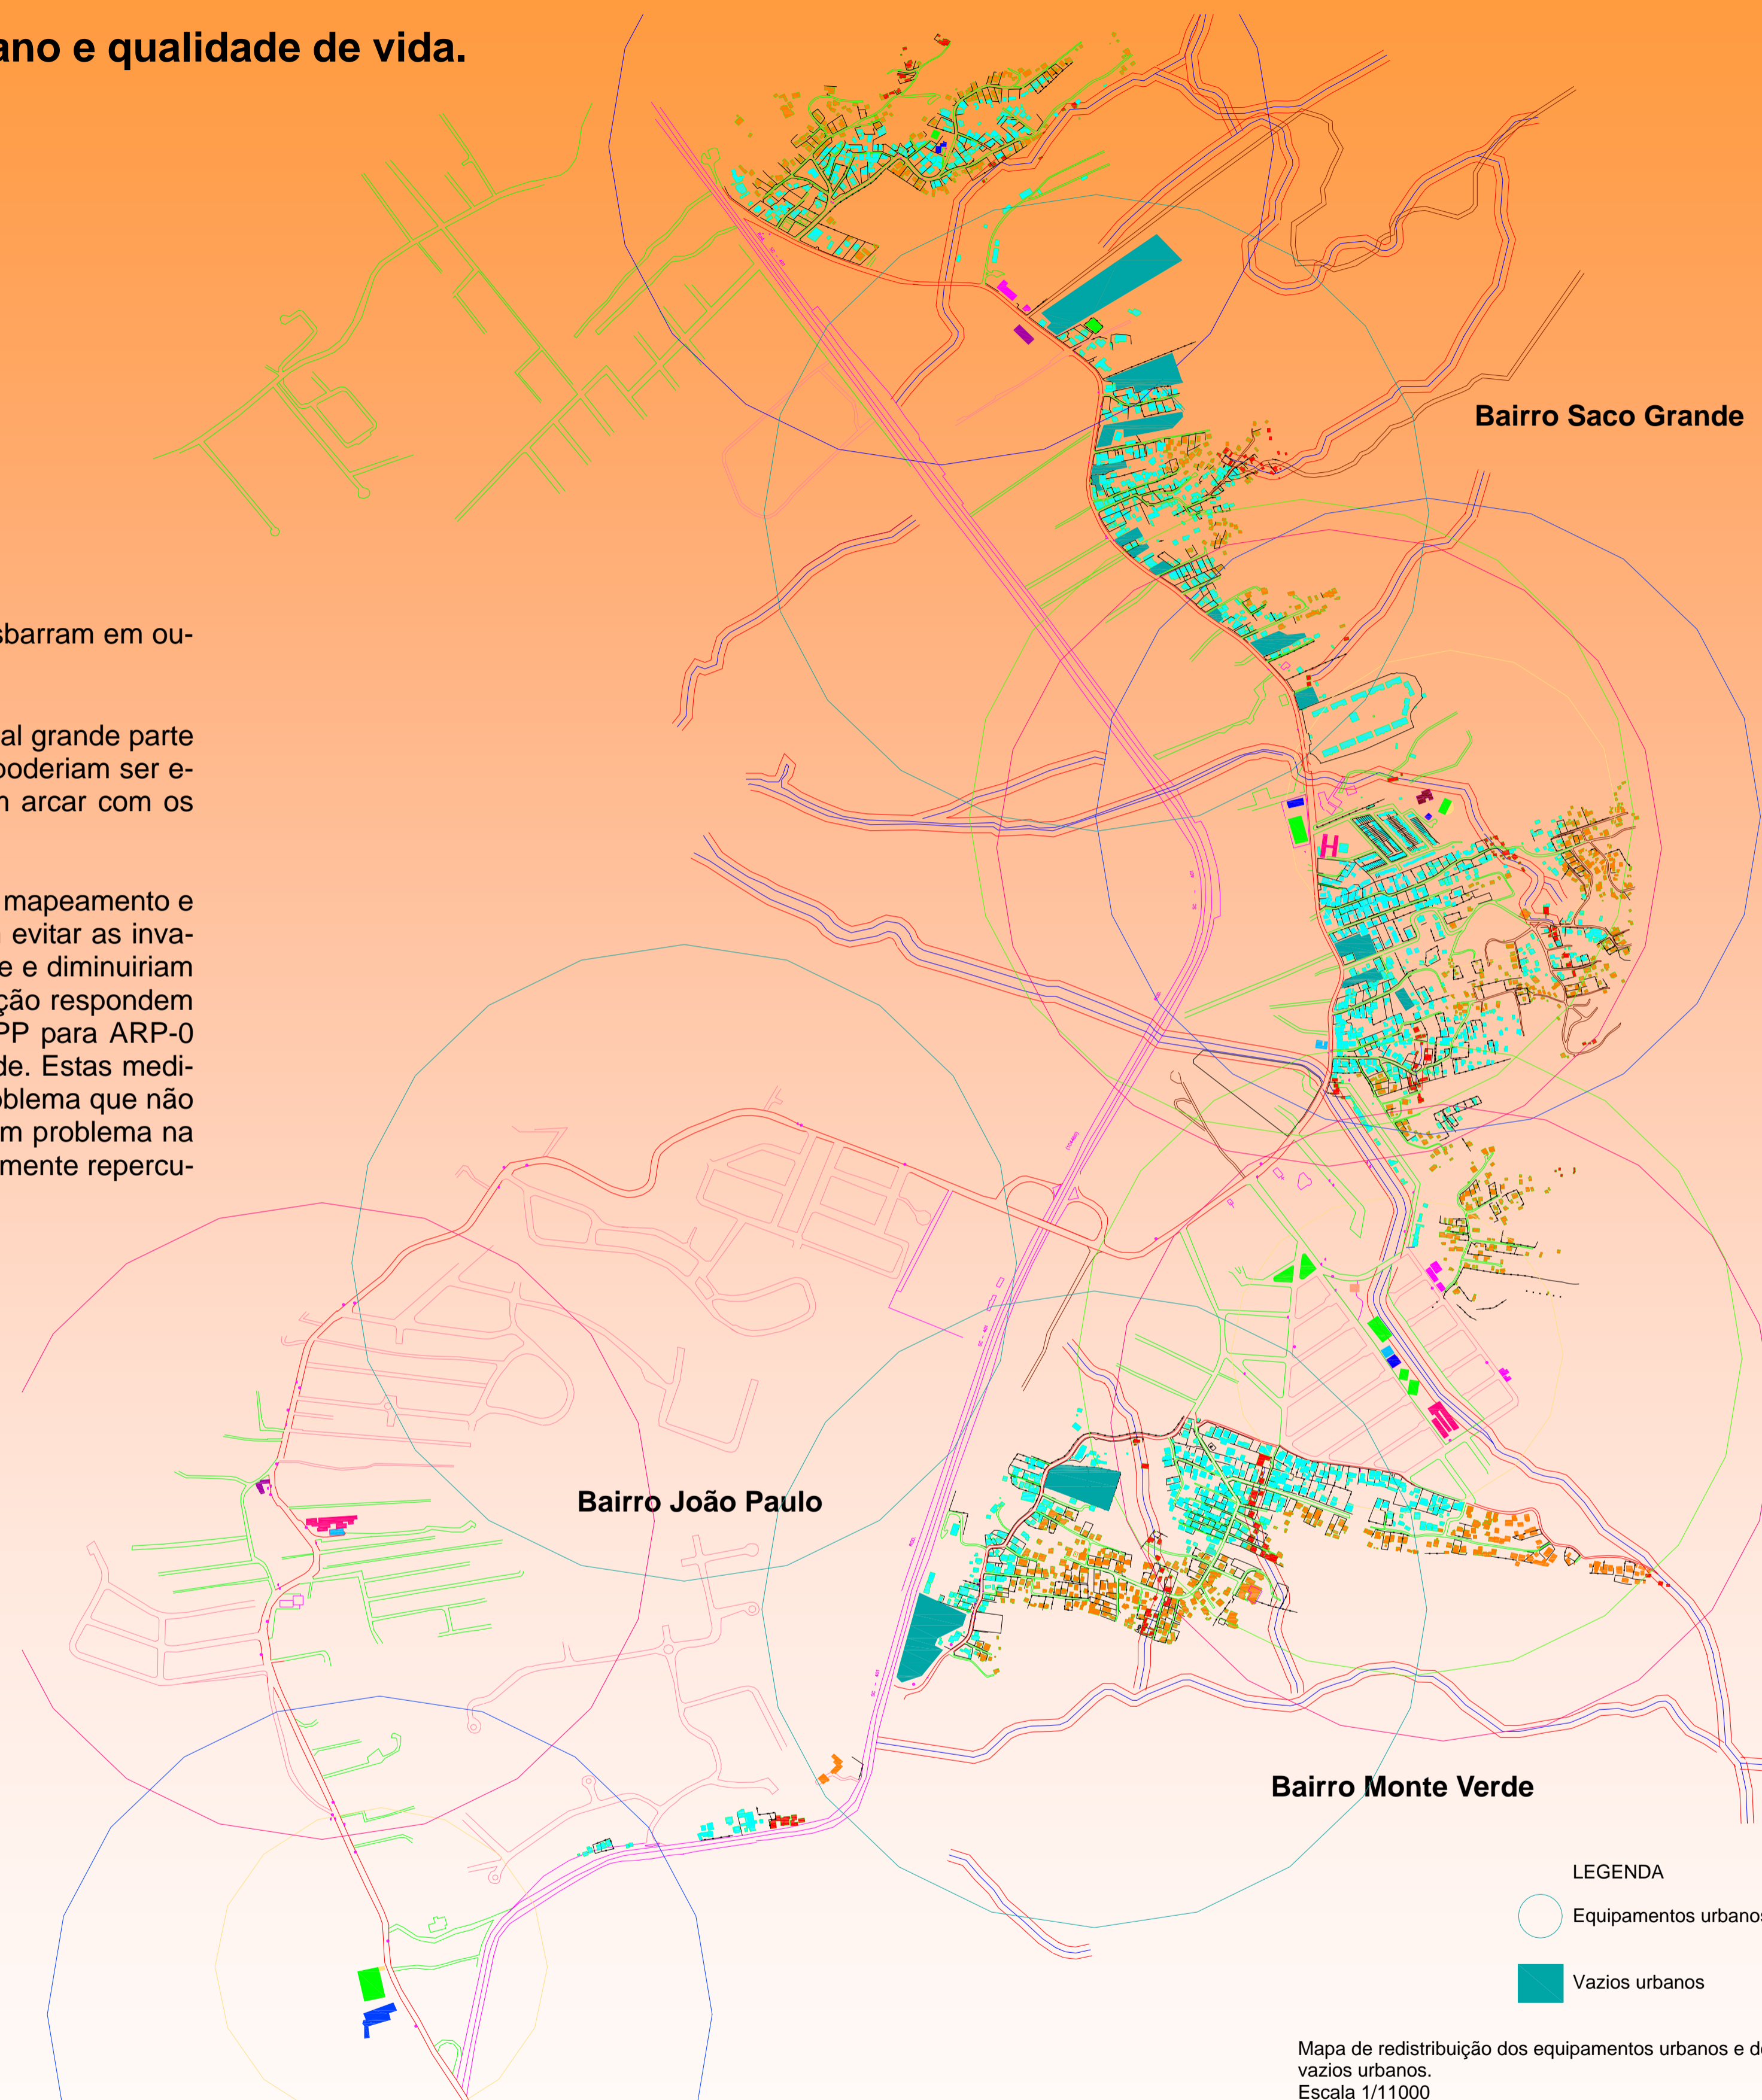 ano e qualidade de vida.
sbarram em ou-
al grande parte
poderiam ser e-
m arcar com os
mapeamento e
evitar as inva-
e e diminuiriam
ção respondem
PP para ARP-0
de. Estas medi-
oblema que não
m problema na
mente repercu-
Bairro Saco Grande
Bairro João Paulo
Bairro Monte Verde
LEGENDA
Equipamentos urbanos
Vazios urbanos
Mapa de redistribuição dos equipamentos urbanos e d
vazios urbanos.
Escala 1/11000